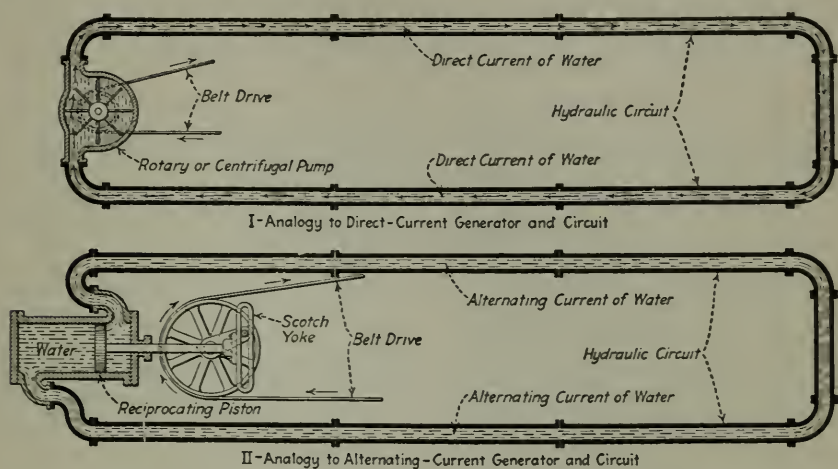 Direct Current of Water
Belt Drive
Hydraulic Circuit
Rotary or Centrifugal Pump
Direct Current of Water
I-Analogy to Direct-Current Generator and Circuit
Alternating Current of Water
Scotch
Yoke
Belt Drive
Water
Hydraulic Circuit
Reciprocating Piston
Alternating Current of Water
II-Analogy to Alternating-Current Generator and Circuit